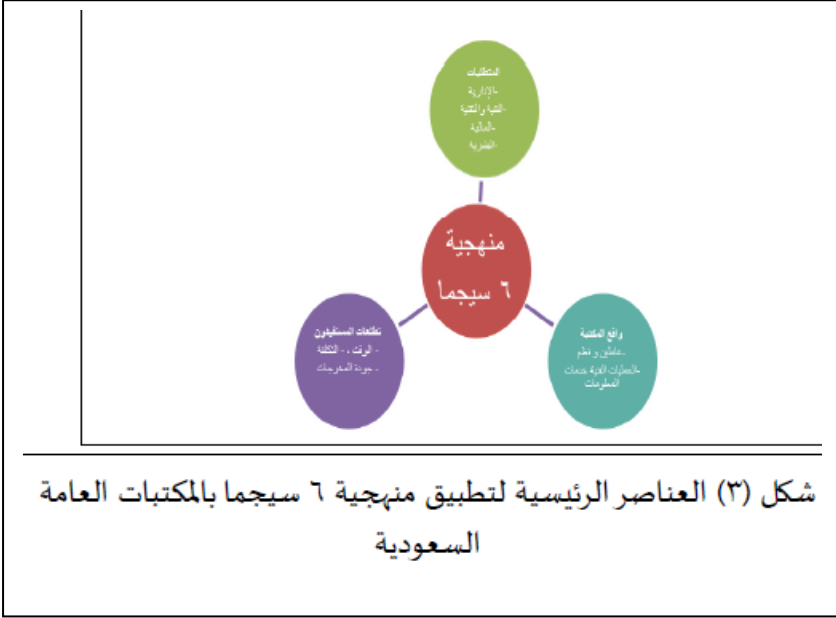 المتطلبات
-الإدارية
-الفنية والتقنية
-المالية
-البشرية
منهجية
٦ سيجما
تطلعات المستفيدون
- الوقت ، - التكلفة
- جودة المخرجات
واقع المكتبة
-عاملين و نظم
-العمليات الفنية خدمات
المعلومات
شكل (٣) العناصر الرئيسية لتطبيق منهجية ٦ سيجما بالمكتبات العامة
السعودية